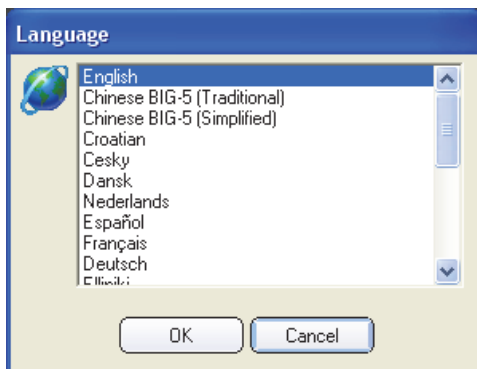 Language
English
Chinese BIG-5 (Traditional)
Chinese BIG-5 (Simplified)
Croatian
Cesky
Dansk
Nederlands
Español
Français
Deutsch
Elliniki
OK
Cancel